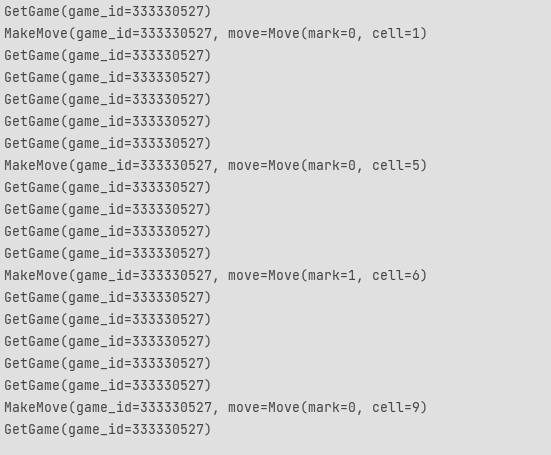 GetGame(game_id=333330527)
MakeMove(game_id=333330527, move=Move(mark=0, cell=1)
GetGame(game_id=333330527)
GetGame(game_id=333330527)
GetGame(game_id=333330527)
GetGame(game_id=333330527)
GetGame(game_id=333330527)
MakeMove(game_id=333330527, move=Move(mark=0, cell=5)
GetGame(game_id=333330527)
GetGame(game_id=333330527)
GetGame(game_id=333330527)
GetGame(game_id=333330527)
MakeMove(game_id=333330527, move=Move(mark=1, cell=6)
GetGame(game_id=333330527)
GetGame(game_id=333330527)
GetGame(game_id=333330527)
GetGame(game_id=333330527)
GetGame(game_id=333330527)
MakeMove(game_id=333330527, move=Move(mark=0, cell=9)
GetGame(game_id=333330527)